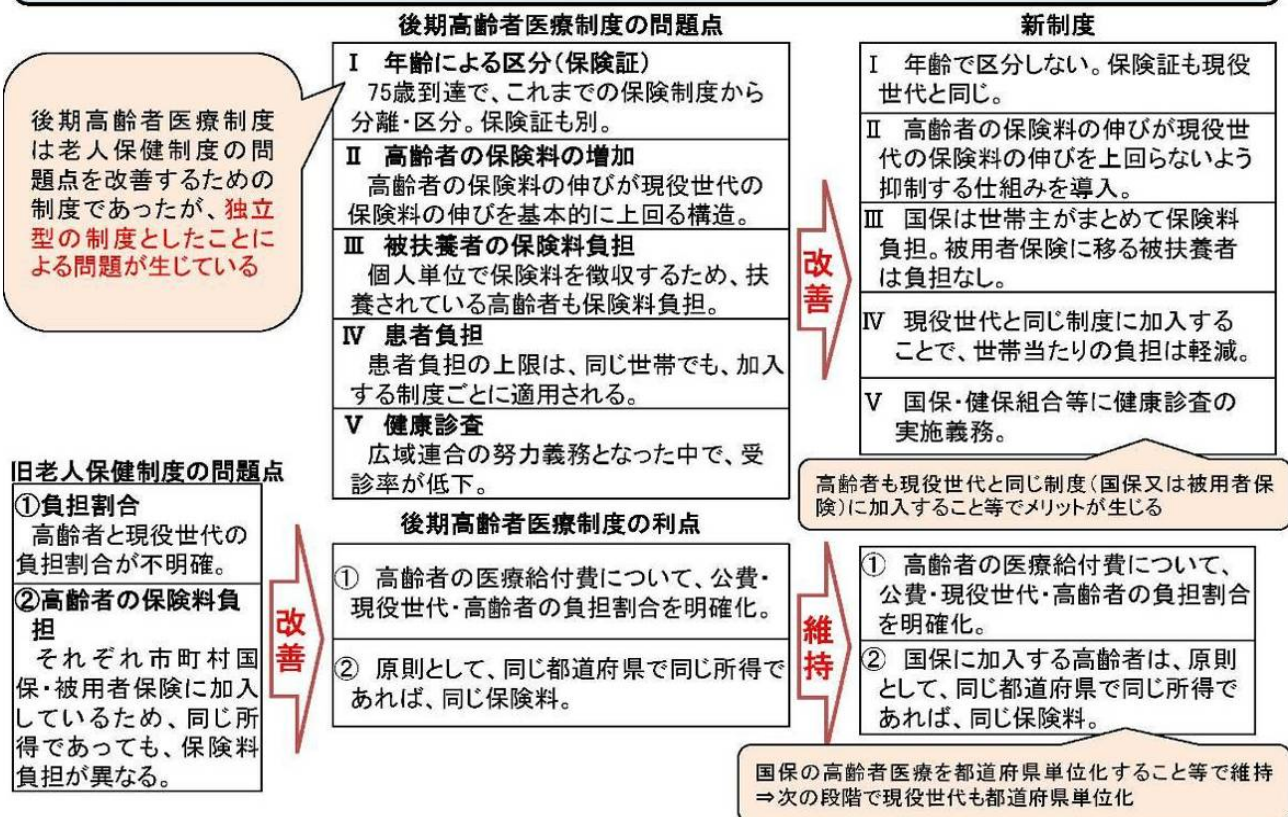 後期高齢者医療制度の問題点
Ⅰ 年齢による区分(保険証)
75歳到達で、これまでの保険制度から
分離・区分。保険証も別。
Ⅱ 高齢者の保険料の増加
高齢者の保険料の伸びが現役世代の
保険料の伸びを基本的に上回る構造。
Ⅲ 被扶養者の保険料負担
個人単位で保険料を徴収するため、扶
養されている高齢者も保険料負担。
Ⅳ 患者負担
患者負担の上限は、同じ世帯でも、加入
する制度ごとに適用される。
Ⅴ 健康診査
広域連合の努力義務となった中で、受
診率が低下。
後期高齢者医療制度
は老人保健制度の問
題点を改善するための
制度であったが、独立
型の制度としたことに
よる問題が生じている
改
善
新制度
Ⅰ 年齢で区分しない。保険証も現役
世代と同じ。
Ⅱ 高齢者の保険料の伸びが現役世
代の保険料の伸びを上回らないよう
抑制する仕組みを導入。
Ⅲ 国保は世帯主がまとめて保険料
負担。被用者保険に移る被扶養者
は負担なし。
Ⅳ 現役世代と同じ制度に加入する
ことで、世帯当たりの負担は軽減。
Ⅴ 国保・健保組合等に健康診査の
実施義務。
高齢者も現役世代と同じ制度(国保又は被用者保
険)に加入すること等でメリットが生じる
旧老人保健制度の問題点
①負担割合
高齢者と現役世代の
負担割合が不明確。
②高齢者の保険料負
担
それぞれ市町村国
保・被用者保険に加入
しているため、同じ所
得であっても、保険料
負担が異なる。
改
善
後期高齢者医療制度の利点
① 高齢者の医療給付費について、公費・
現役世代・高齢者の負担割合を明確化。
② 原則として、同じ都道府県で同じ所得で
あれば、同じ保険料。
維
持
① 高齢者の医療給付費について、
公費・現役世代・高齢者の負担割合
を明確化。
② 国保に加入する高齢者は、原則
として、同じ都道府県で同じ所得で
あれば、同じ保険料。
国保の高齢者医療を都道府県単位化すること等で維持
⇒次の段階で現役世代も都道府県単位化